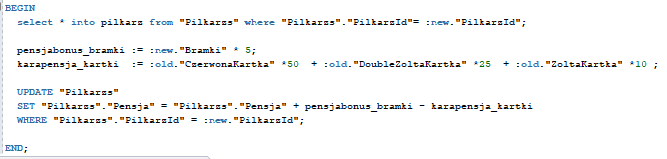 BEGIN
select * into pilkarz from "Pilkarzs" where "Pilkarzs"."PilkarzId"= :new."PilkarzId";
pensjabonus_bramki := :new."Bramki" * 5;
karapensja_kartki := :old."CzerwonaKartka" *50 + :old."DoubleZoltaKartka" *25 + :old."ZoltaKartka" *10 ;
UPDATE "Pilkarzs"
SET "Pilkarzs"."Pensja" = "Pilkarzs"."Pensja" + pensjabonus_bramki - karapensja_kartki
WHERE "Pilkarzs"."PilkarzId" = :new."PilkarzId";
END;